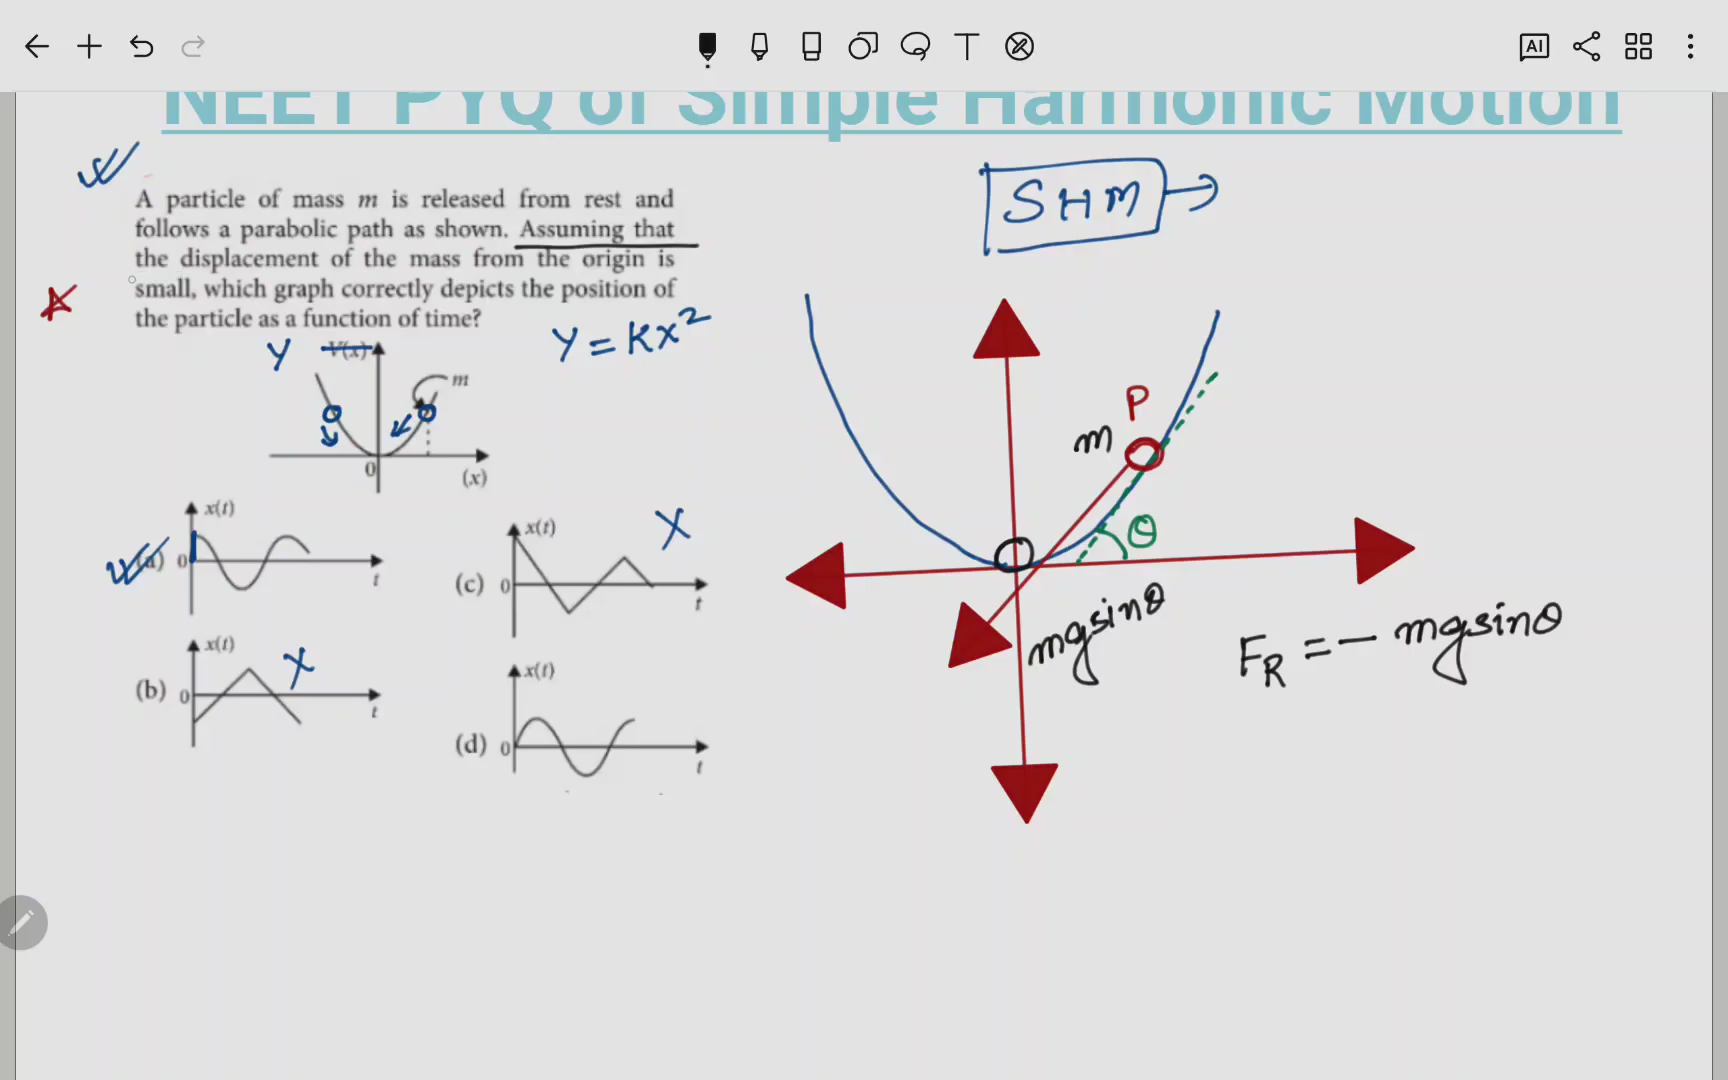 AI
NEET PYQ of Simple Harmonic Motion
A particle of mass m is released from rest and
follows a parabolic path as shown. Assuming that
the displacement of the mass from the origin is
small, which graph correctly depicts the position of
the particle as a function of time?
Y V(x) m
Y = Kx²
0 (x)
(a) x(t) 0 t
(c) x(t) 0 t X
(b) x(t) 0 t X
(d) x(t) 0 t
SHM
P
m
θ
mg sinθ
F_R = - mg sinθ